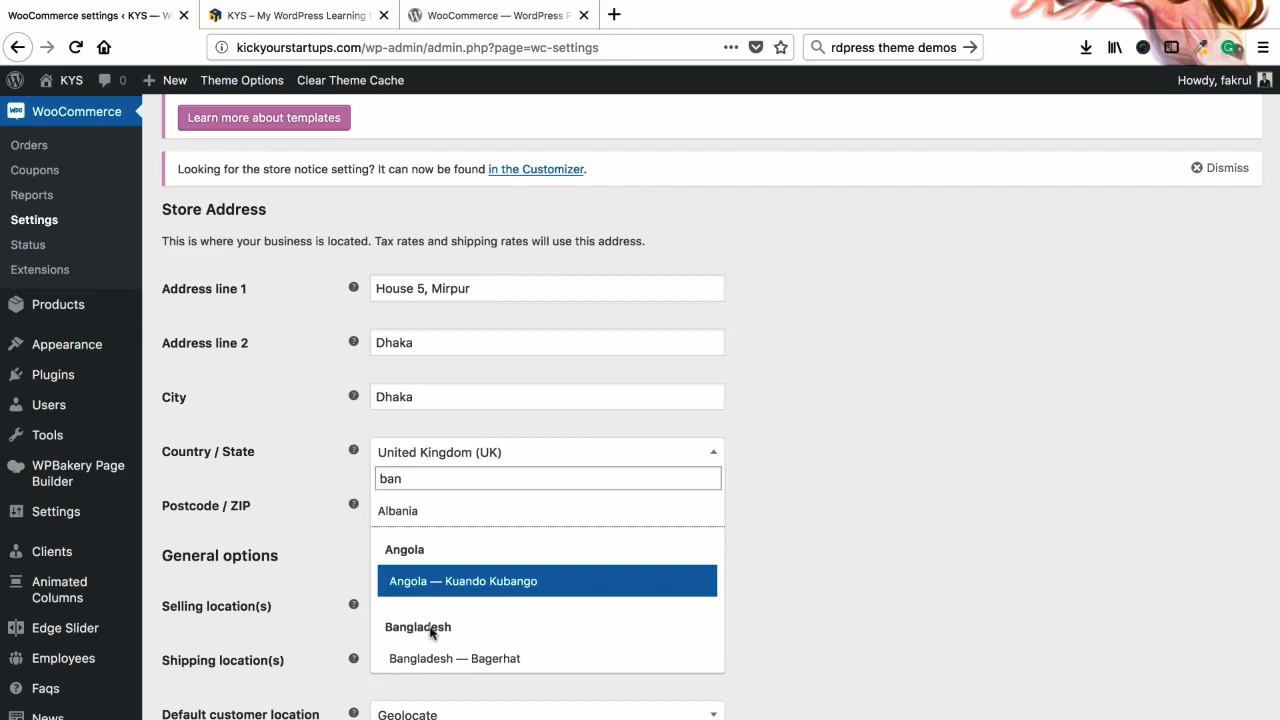 WooCommerce settings ‹ KYS — W
KYS – My WordPress Learning
WooCommerce — WordPress P
kickyourstartups.com/wp-admin/admin.php?page=wc-settings
rdpress theme demos
KYS
0
New
Theme Options
Clear Theme Cache
Howdy, fakrul
WooCommerce
Orders
Coupons
Reports
Settings
Status
Extensions
Products
Appearance
Plugins
Users
Tools
WPBakery Page
Builder
Settings
Clients
Animated
Columns
Edge Slider
Employees
Faqs
News
Learn more about templates
Looking for the store notice setting? It can now be found in the Customizer.
Dismiss
Store Address
This is where your business is located. Tax rates and shipping rates will use this address.
Address line 1
House 5, Mirpur
Address line 2
Dhaka
City
Dhaka
Country / State
United Kingdom (UK)
ban
Albania
Angola
Angola — Kuando Kubango
Bangladesh
Bangladesh — Bagerhat
Postcode / ZIP
General options
Selling location(s)
Shipping location(s)
Default customer location
Geolocate